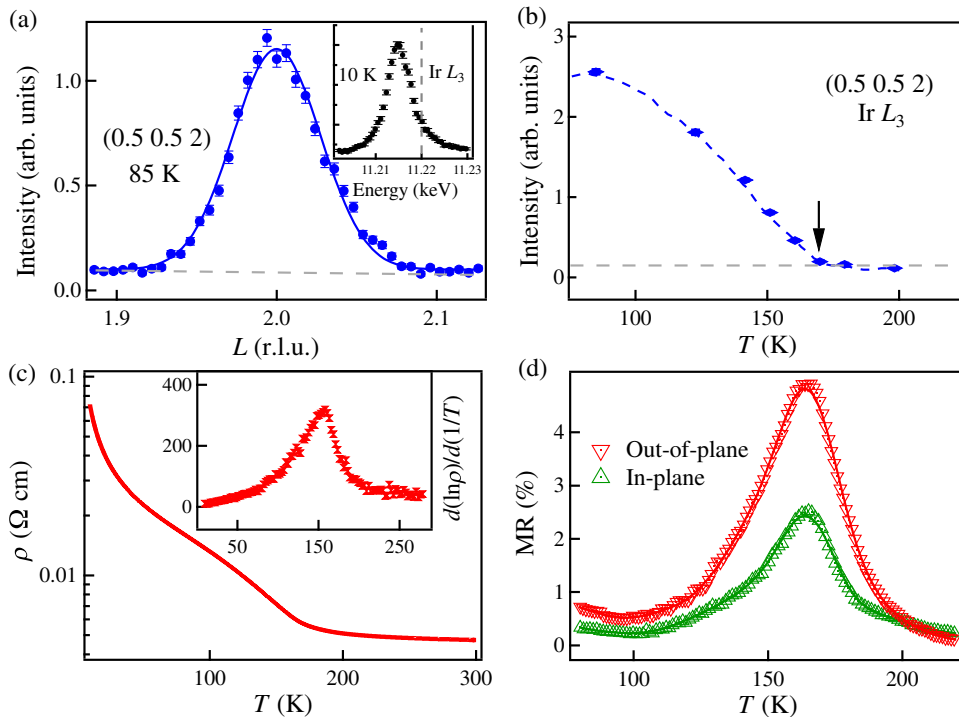 (a)
Intensity (arb. units)
1.0
0.5
0.0
(0.5 0.5 2)
85 K
10 K
Ir L₃
11.21
11.22
11.23
Energy (keV)
1.9
2.0
2.1
L (r.l.u.)
(b)
Intensity (arb. units)
3
2
1
0
(0.5 0.5 2)
Ir L₃
100
150
200
T (K)
(c)
ρ (Ω cm)
0.1
0.01
400
200
0
50
150
250
d(lnρ)/d(1/T)
100
200
300
T (K)
(d)
MR (%)
4
3
2
1
0
Out-of-plane
In-plane
100
150
200
T (K)